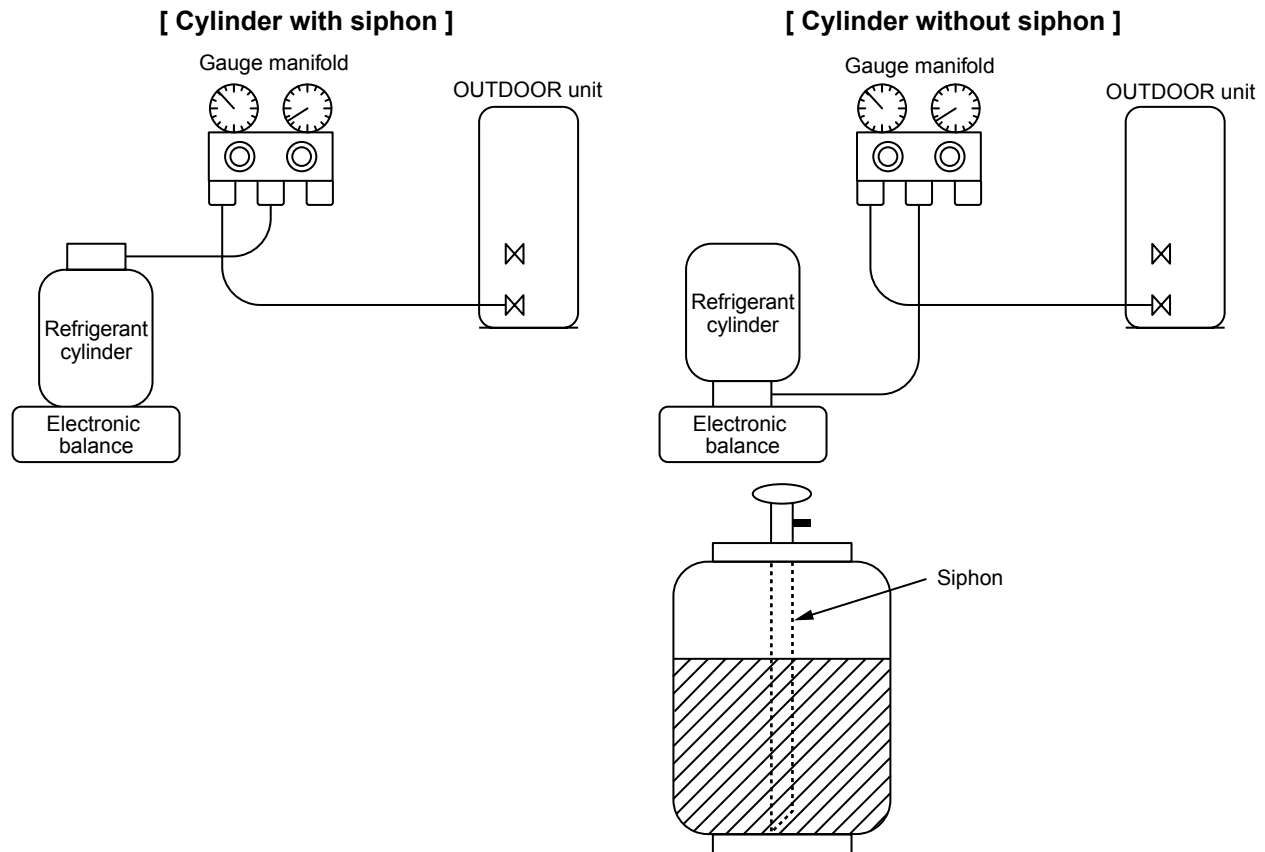 [ Cylinder with siphon ]
Gauge manifold
OUTDOOR unit
Refrigerant
cylinder
Electronic
balance
[ Cylinder without siphon ]
Gauge manifold
OUTDOOR unit
Refrigerant
cylinder
Electronic
balance
Siphon